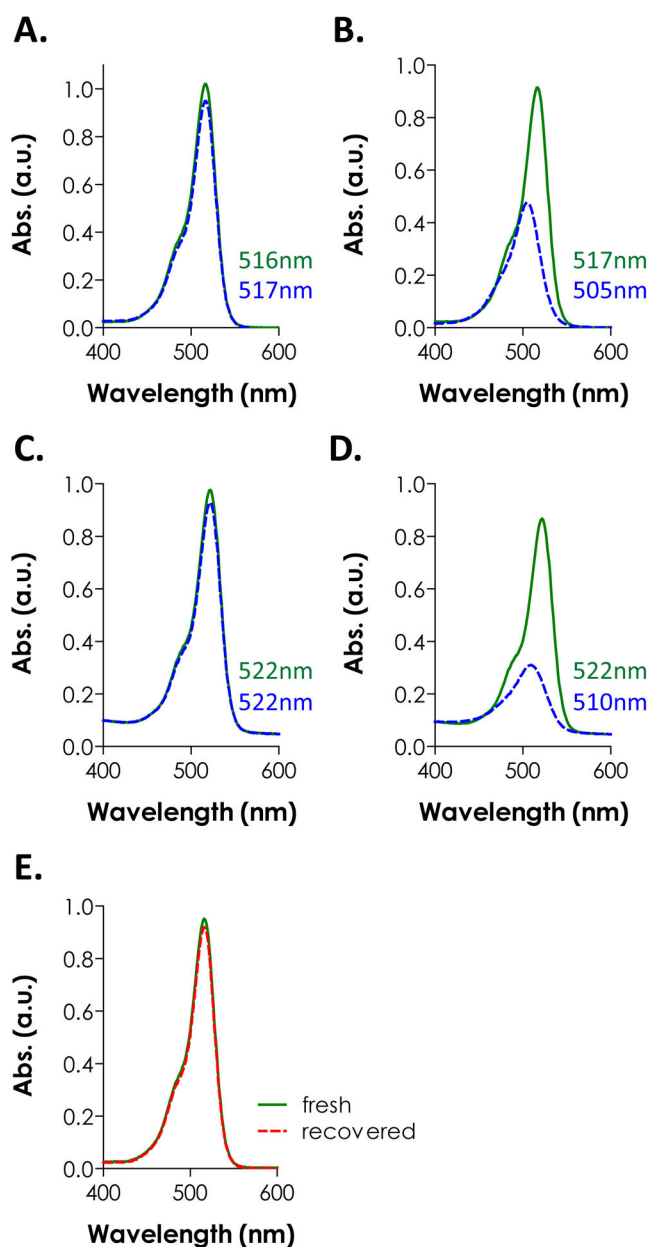 A.
1.0
0.8
0.6
0.4
0.2
0.0
Abs. (a.u.)
516nm
517nm
400 500 600
Wavelength (nm)
B.
1.0
0.8
0.6
0.4
0.2
0.0
Abs. (a.u.)
517nm
505nm
400 500 600
Wavelength (nm)
C.
1.0
0.8
0.6
0.4
0.2
0.0
Abs. (a.u.)
522nm
522nm
400 500 600
Wavelength (nm)
D.
1.0
0.8
0.6
0.4
0.2
0.0
Abs. (a.u.)
522nm
510nm
400 500 600
Wavelength (nm)
E.
1.0
0.8
0.6
0.4
0.2
0.0
Abs. (a.u.)
fresh
recovered
400 500 600
Wavelength (nm)